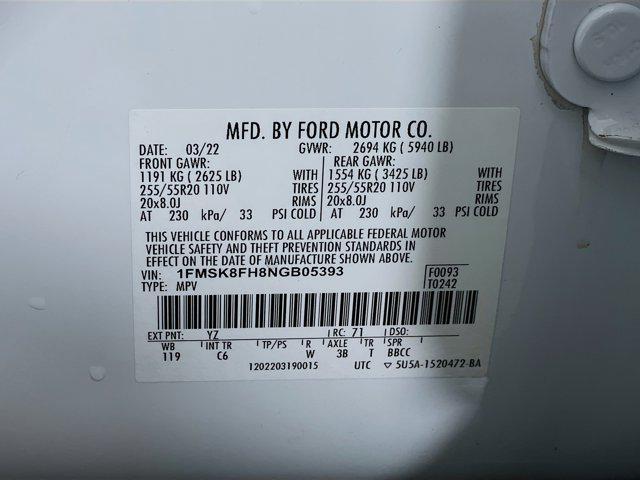 MFD. BY FORD MOTOR CO.
DATE: 03/22 GVWR: 2694 KG ( 5940 LB)
FRONT GAWR: REAR GAWR:
1191 KG ( 2625 LB) WITH 1554 KG ( 3425 LB) WITH
255/55R20 110V TIRES 255/55R20 110V TIRES
20x8.0J RIMS 20x8.0J RIMS
AT 230 kPa/ 33 PSI COLD AT 230 kPa/ 33 PSI COLD
THIS VEHICLE CONFORMS TO ALL APPLICABLE FEDERAL MOTOR
VEHICLE SAFETY AND THEFT PREVENTION STANDARDS IN
EFFECT ON THE DATE OF MANUFACTURE SHOWN ABOVE.
VIN: 1FMSK8FH8NGB05393 F0093
TYPE: MPV T0242
EXT PNT: YZ RC: 71 DSO:
WB INT TR TP/PS R AXLE TR SPR
119 C6 W 3B T BBCC
1202203190015 UTC ▽ 5U5A-1520472-BA